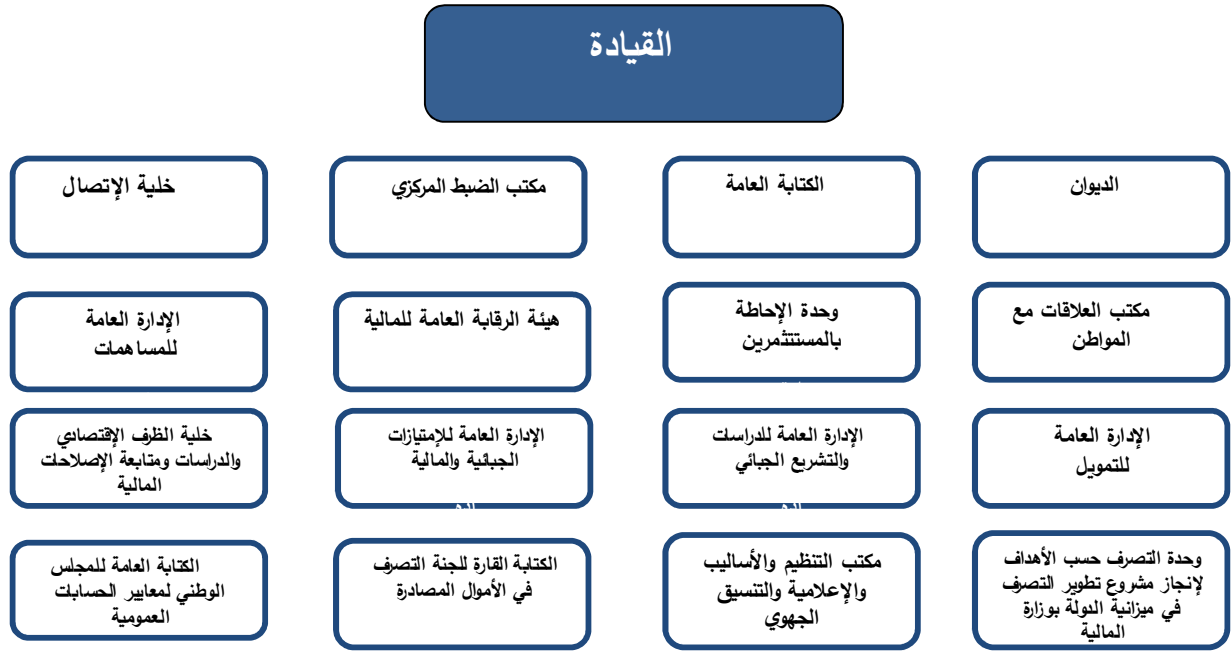 القيادة
الديوان
الكتابة العامة
مكتب الضبط المركزي
خلية الإتصال
مكتب العلاقات مع
المواطن
وحدة الإحاطة
بالمستتثمرين
هيئة الرقابة العامة للمالية
الإدارة العامة
للمساهمات
الإدارة العامة
للتمويل
الإدارة العامة للدراسات
والتشريع الجبائي
الإدارة العامة للإمتيازات
الجبائية والمالية
خلية الظرف الإقتصادي
والدراسات ومتابعة الإصلاحات
المالية
وحدة التصرف حسب الأهداف
لإنجاز مشروع تطوير التصرف
في ميزانية الدولة بوزارة
المالية
مكتب التنظيم والأساليب
والإعلامية والتنسيق
الجهوي
الكتابة القارة للجنة التصرف
في الأموال المصادرة
الكتابة العامة للمجلس
الوطني لمعايير الحسابات
العمومية